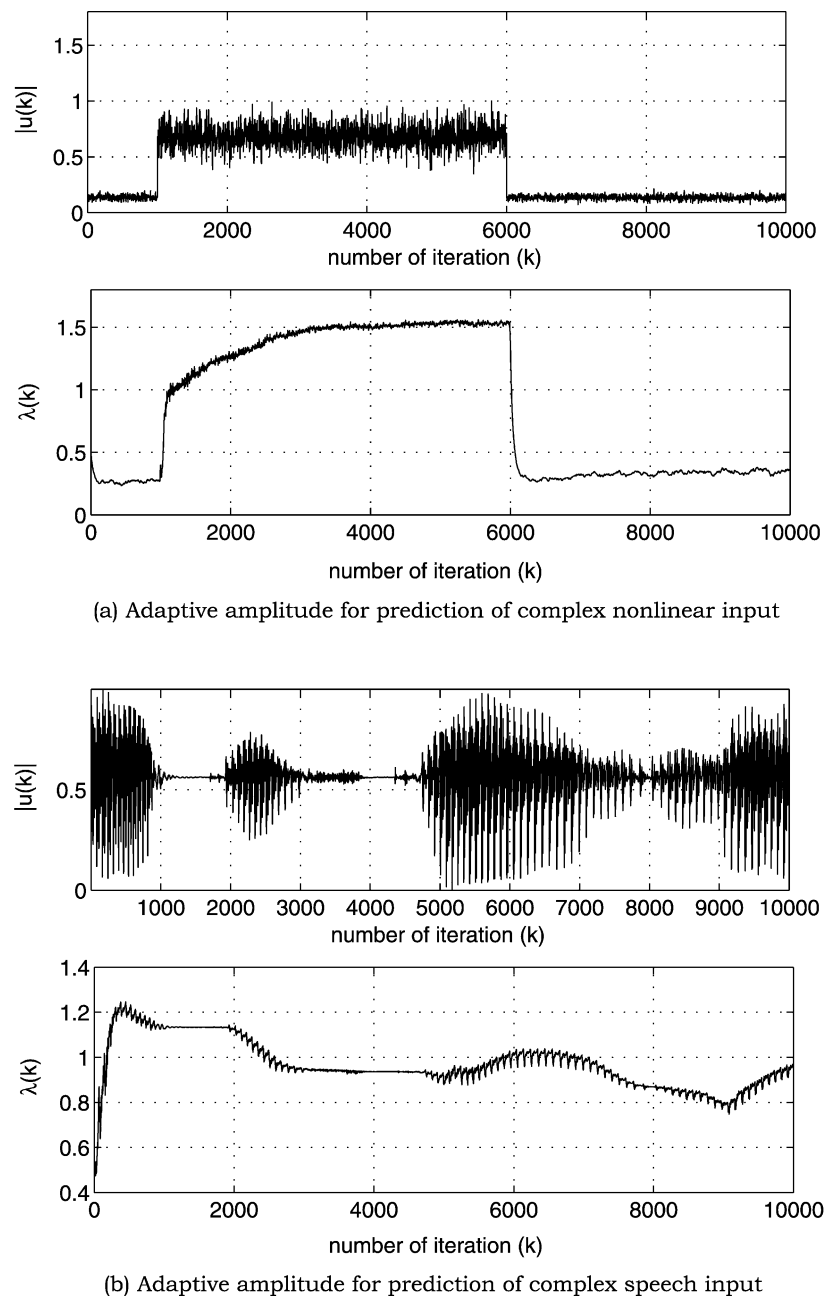 1.5
1
0.5
0
|u(k)|
0 2000 4000 6000 8000 10000
number of iteration (k)
1.5
1
0.5
0
λ(k)
0 2000 4000 6000 8000 10000
number of iteration (k)
(a) Adaptive amplitude for prediction of complex nonlinear input
0.5
0
|u(k)|
1000 2000 3000 4000 5000 6000 7000 8000 9000 10000
number of iteration (k)
1.4
1.2
1
0.8
0.6
0.4
λ(k)
0 2000 4000 6000 8000 10000
number of iteration (k)
(b) Adaptive amplitude for prediction of complex speech input